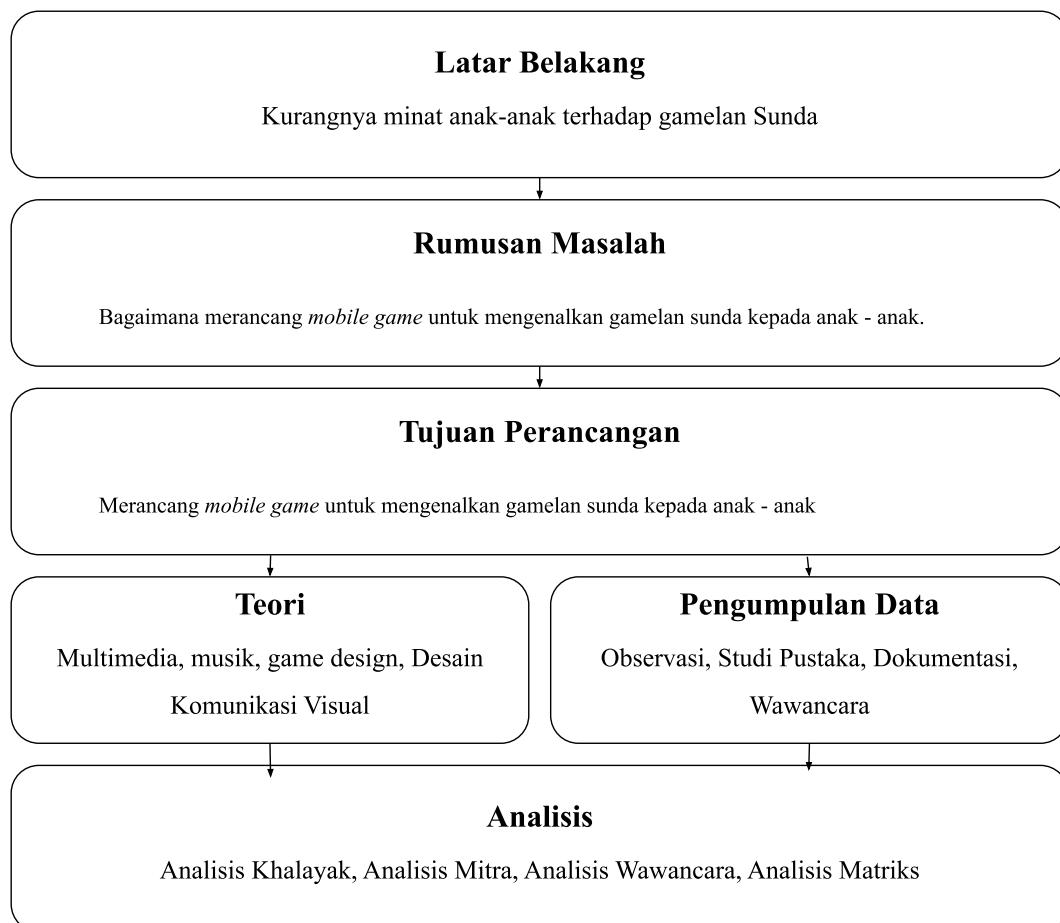 Latar Belakang
Kurangnya minat anak-anak terhadap gamelan Sunda
Rumusan Masalah
Bagaimana merancang mobile game untuk mengenalkan gamelan sunda kepada anak - anak.
Tujuan Perancangan
Merancang mobile game untuk mengenalkan gamelan sunda kepada anak - anak
Teori
Multimedia, musik, game design, Desain
Komunikasi Visual
Pengumpulan Data
Observasi, Studi Pustaka, Dokumentasi,
Wawancara
Analisis
Analisis Khalayak, Analisis Mitra, Analisis Wawancara, Analisis Matriks